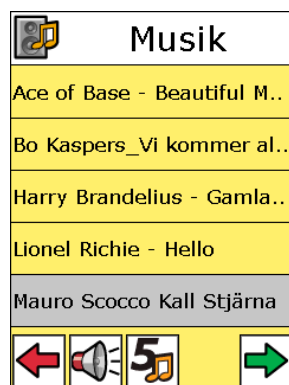 Musik
Ace of Base - Beautiful M..
Bo Kaspers_Vi kommer al..
Harry Brandelius - Gamla..
Lionel Richie - Hello
Mauro Scocco Kall Stjärna
5